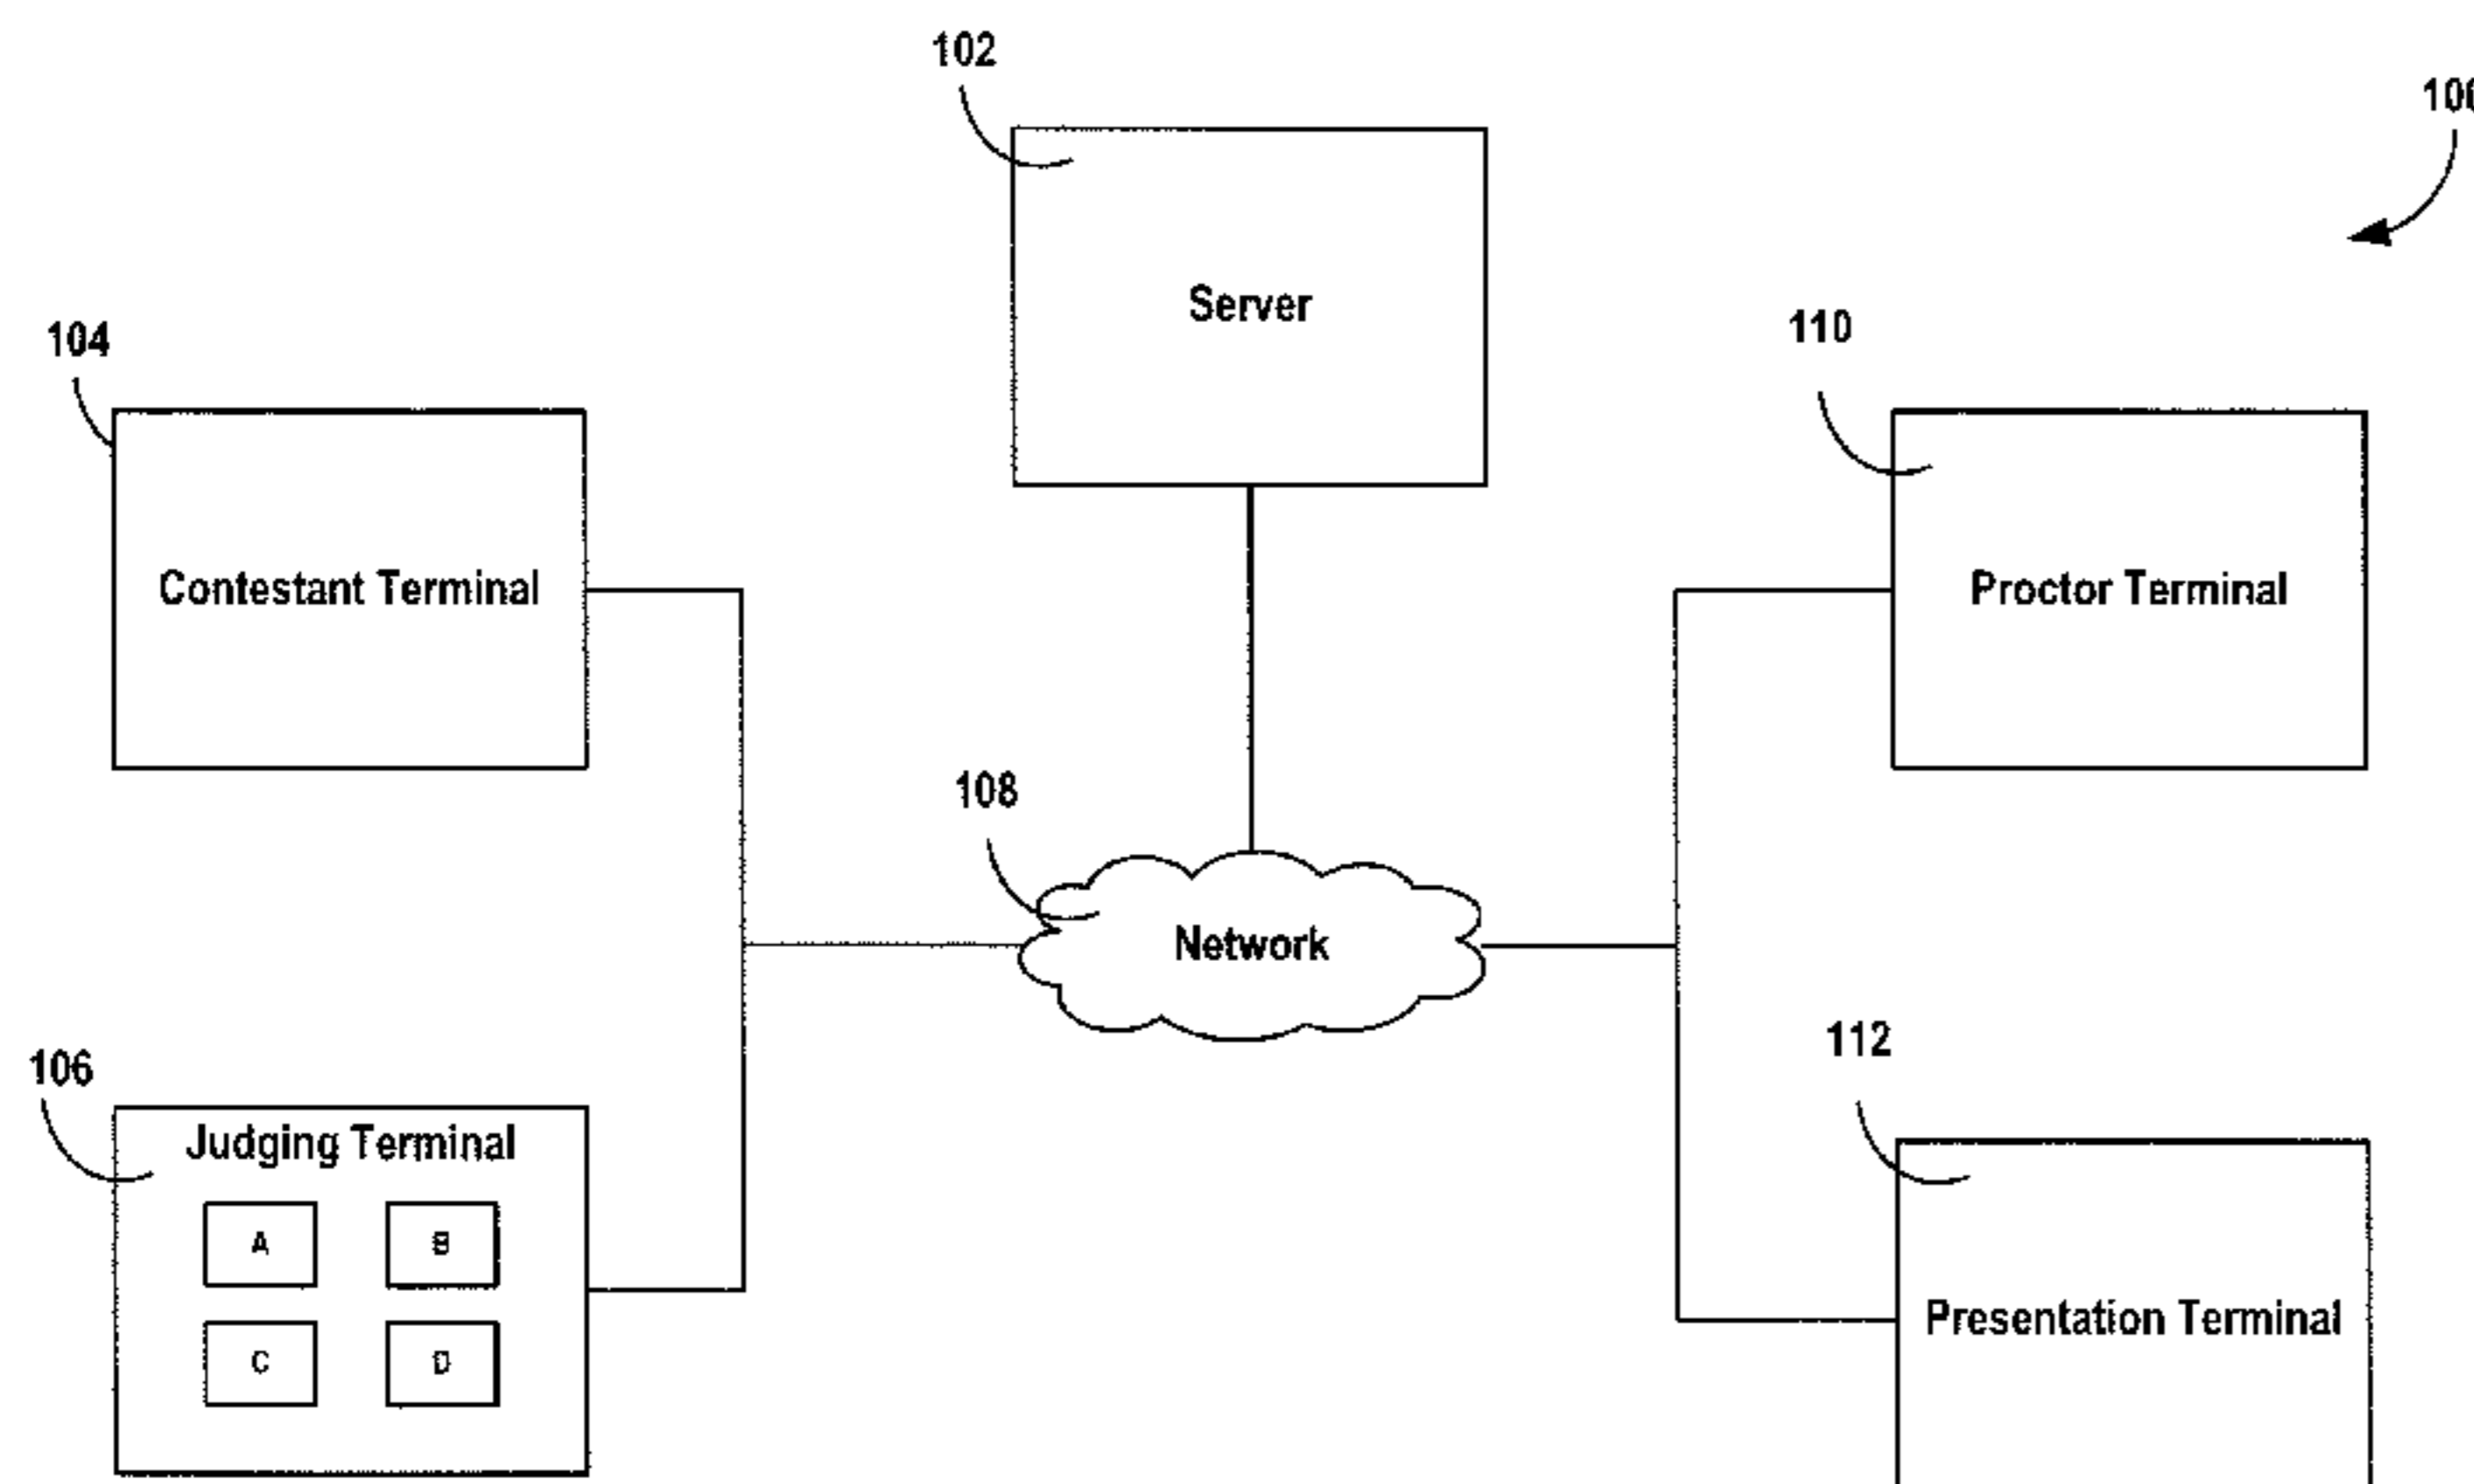 102
100
Server
104
110
Contestant Terminal
Proctor Terminal
108
Network
106
112
Judging Terminal
A
B
C
D
Presentation Terminal